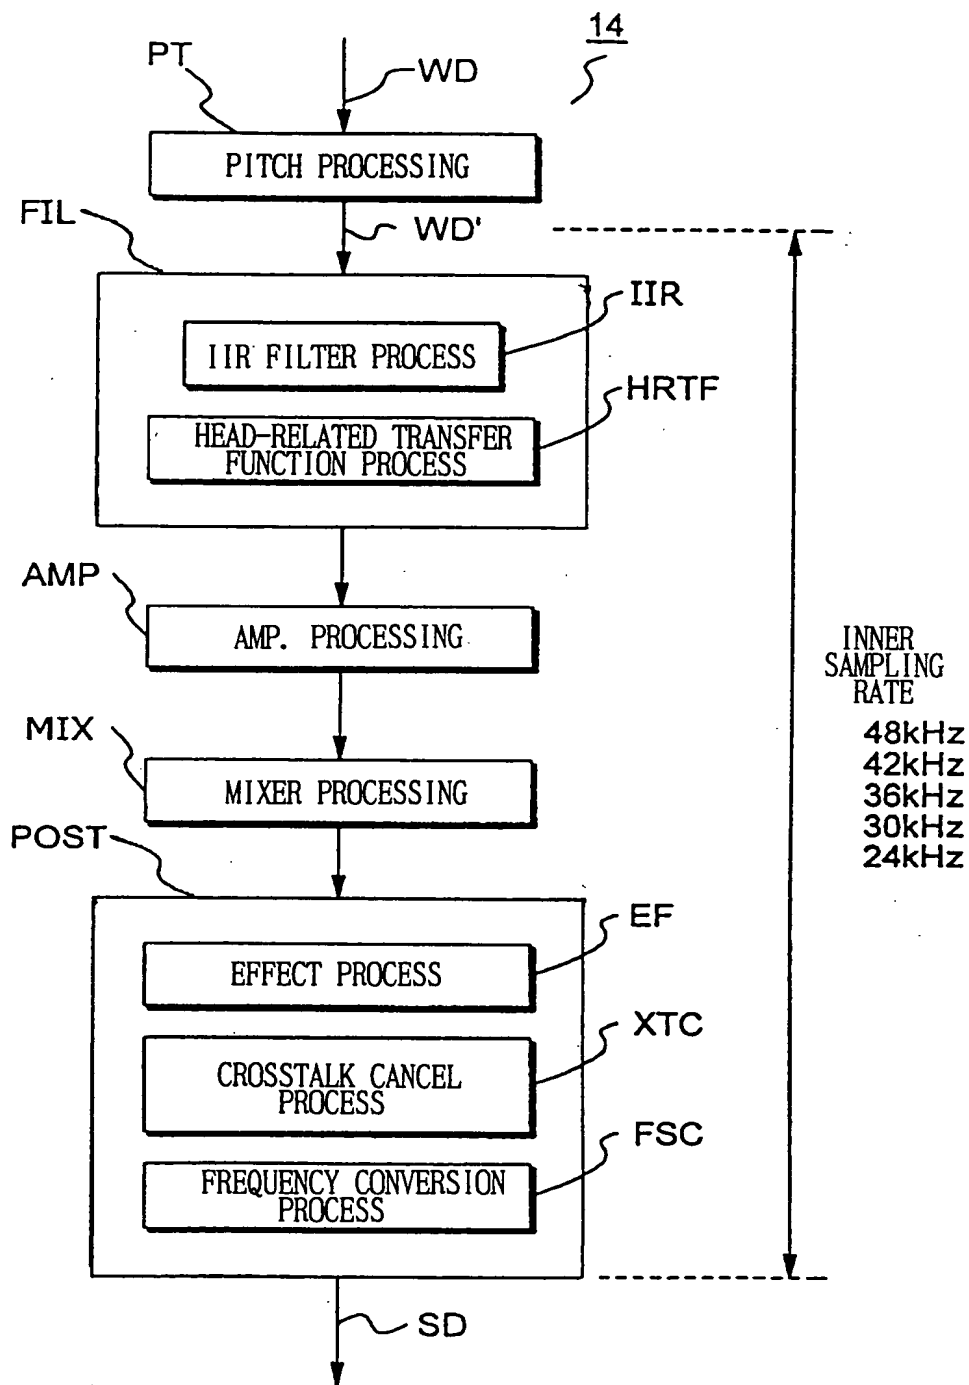 14
PT
WD
PITCH PROCESSING
FIL
WD'
IIR
IIR FILTER PROCESS
HRTF
HEAD-RELATED TRANSFER
FUNCTION PROCESS
AMP
AMP. PROCESSING
INNER
SAMPLING
RATE
48kHz
42kHz
36kHz
30kHz
24kHz
MIX
MIXER PROCESSING
POST
EF
EFFECT PROCESS
XTC
CROSSTALK CANCEL
PROCESS
FSC
FREQUENCY CONVERSION
PROCESS
SD